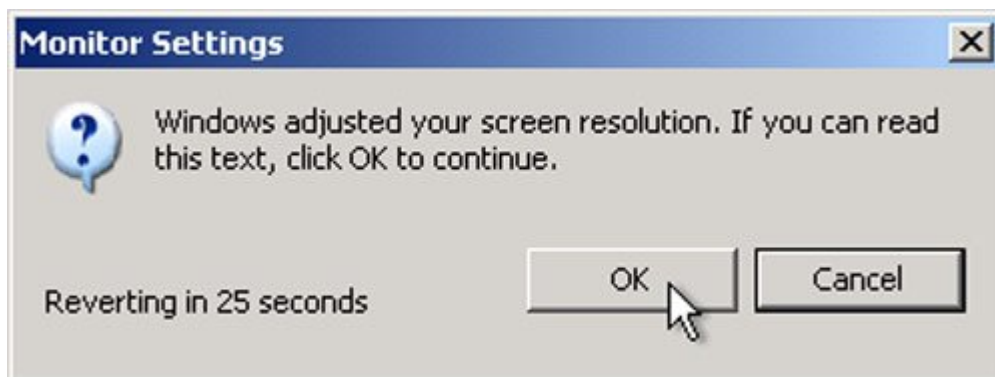 Monitor Settings
Windows adjusted your screen resolution. If you can read
this text, click OK to continue.
OK
Cancel
Reverting in 25 seconds